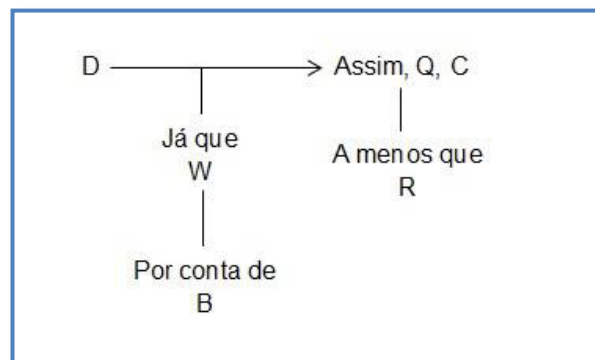 D
Assim, Q, C
Já que
W
A menos que
R
Por conta de
B